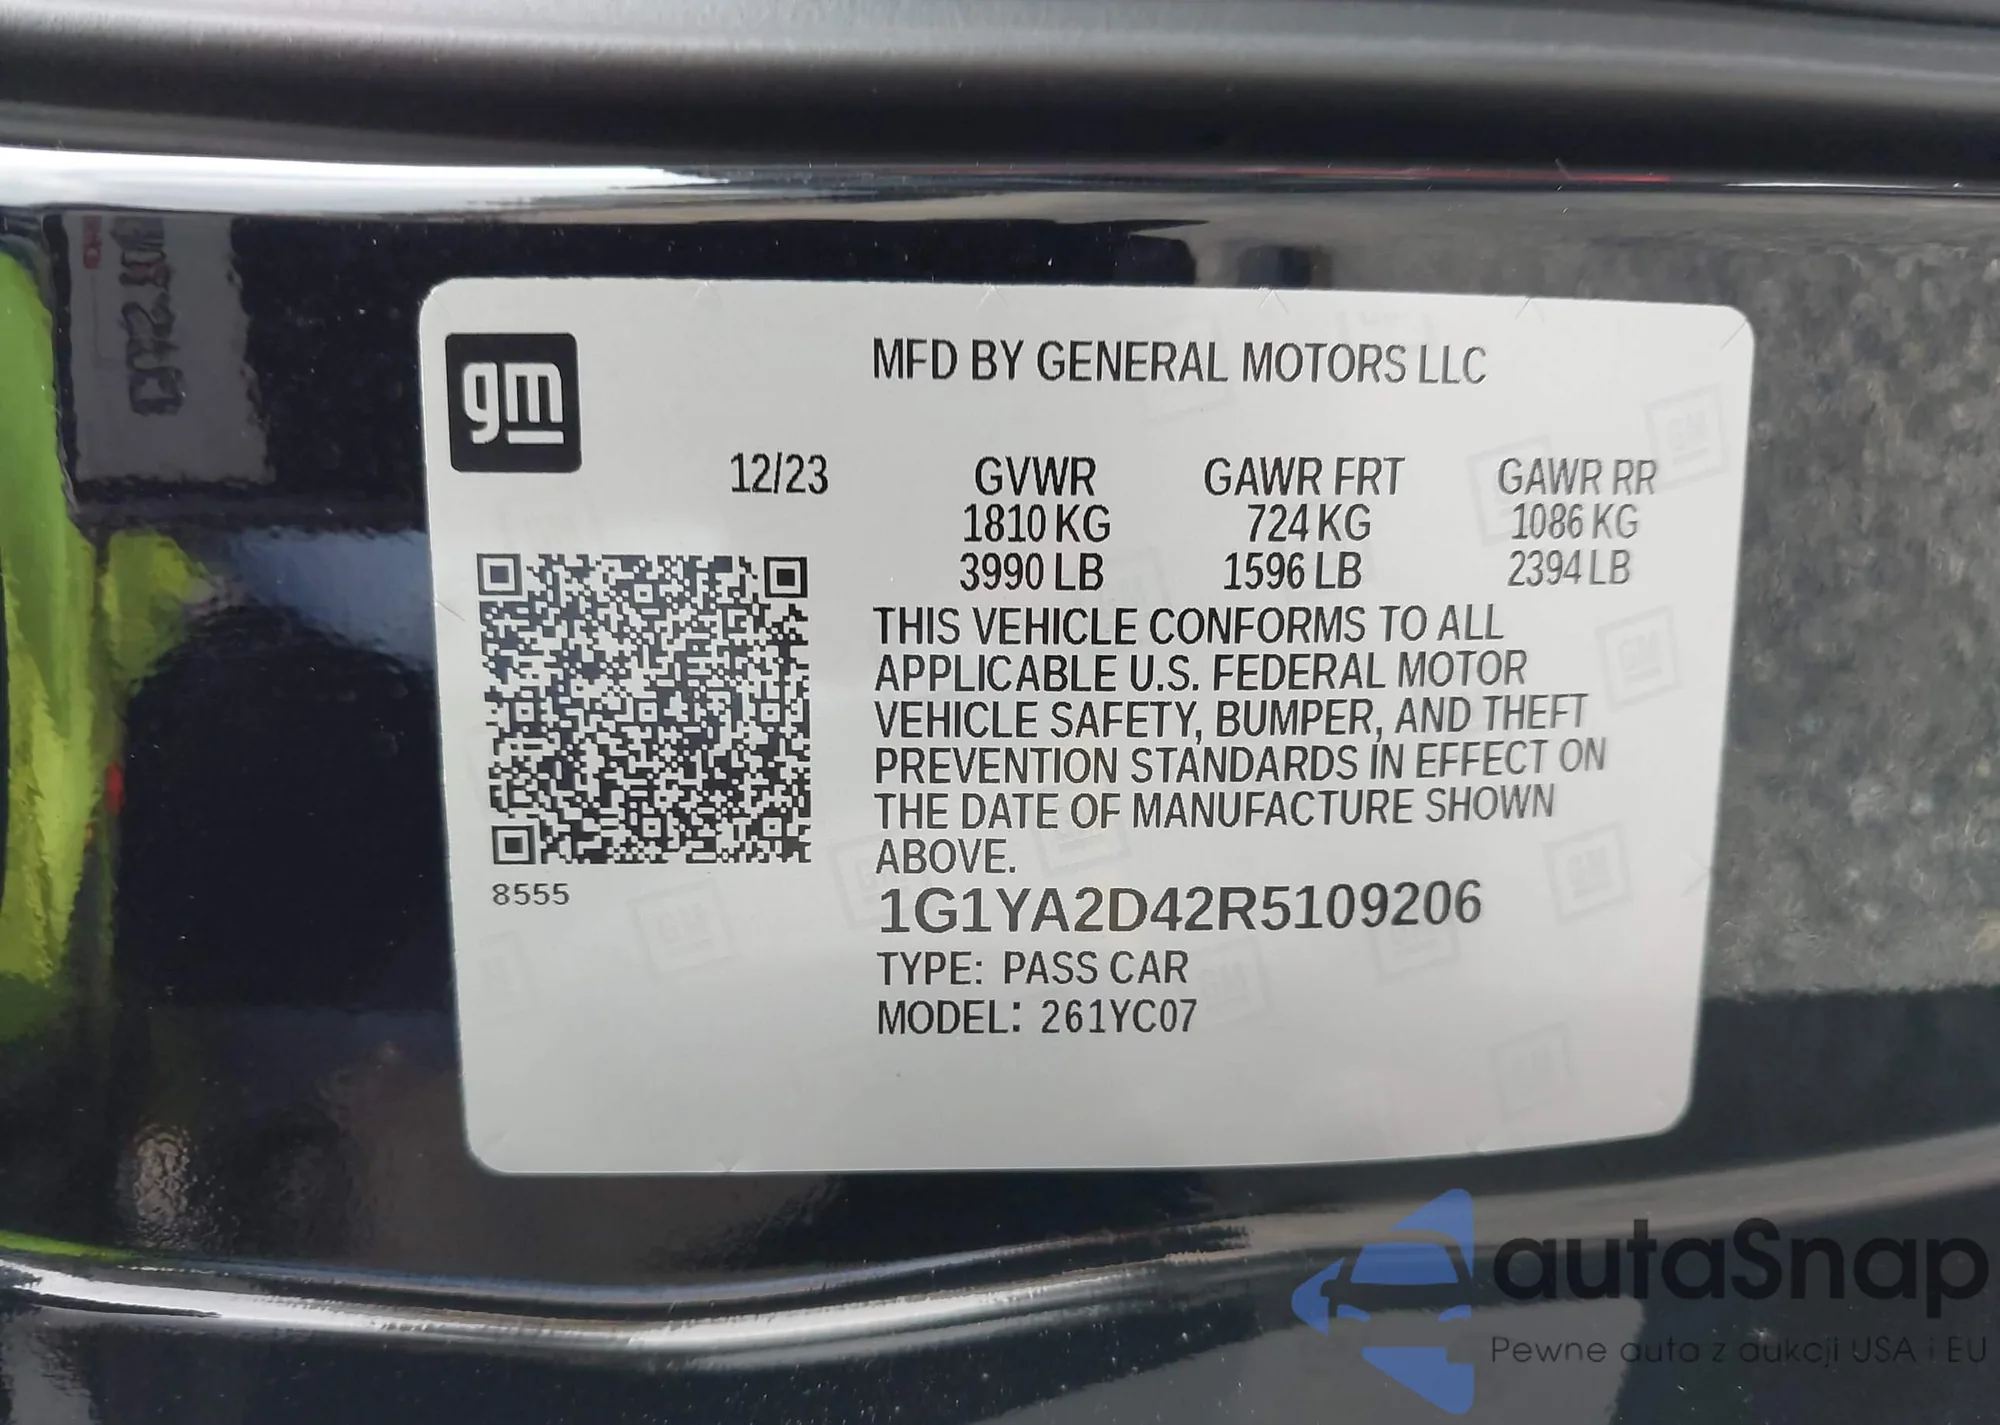 gm
MFD BY GENERAL MOTORS LLC
12/23
GVWR GAWR FRT GAWR RR
1810 KG 724 KG 1086 KG
3990 LB 1596 LB 2394 LB
THIS VEHICLE CONFORMS TO ALL
APPLICABLE U.S. FEDERAL MOTOR
VEHICLE SAFETY, BUMPER, AND THEFT
PREVENTION STANDARDS IN EFFECT ON
THE DATE OF MANUFACTURE SHOWN
ABOVE.
8555
1G1YA2D42R5109206
TYPE: PASS CAR
MODEL: 261YC07
autaSnap
Pewne auta z aukcji USA i EU